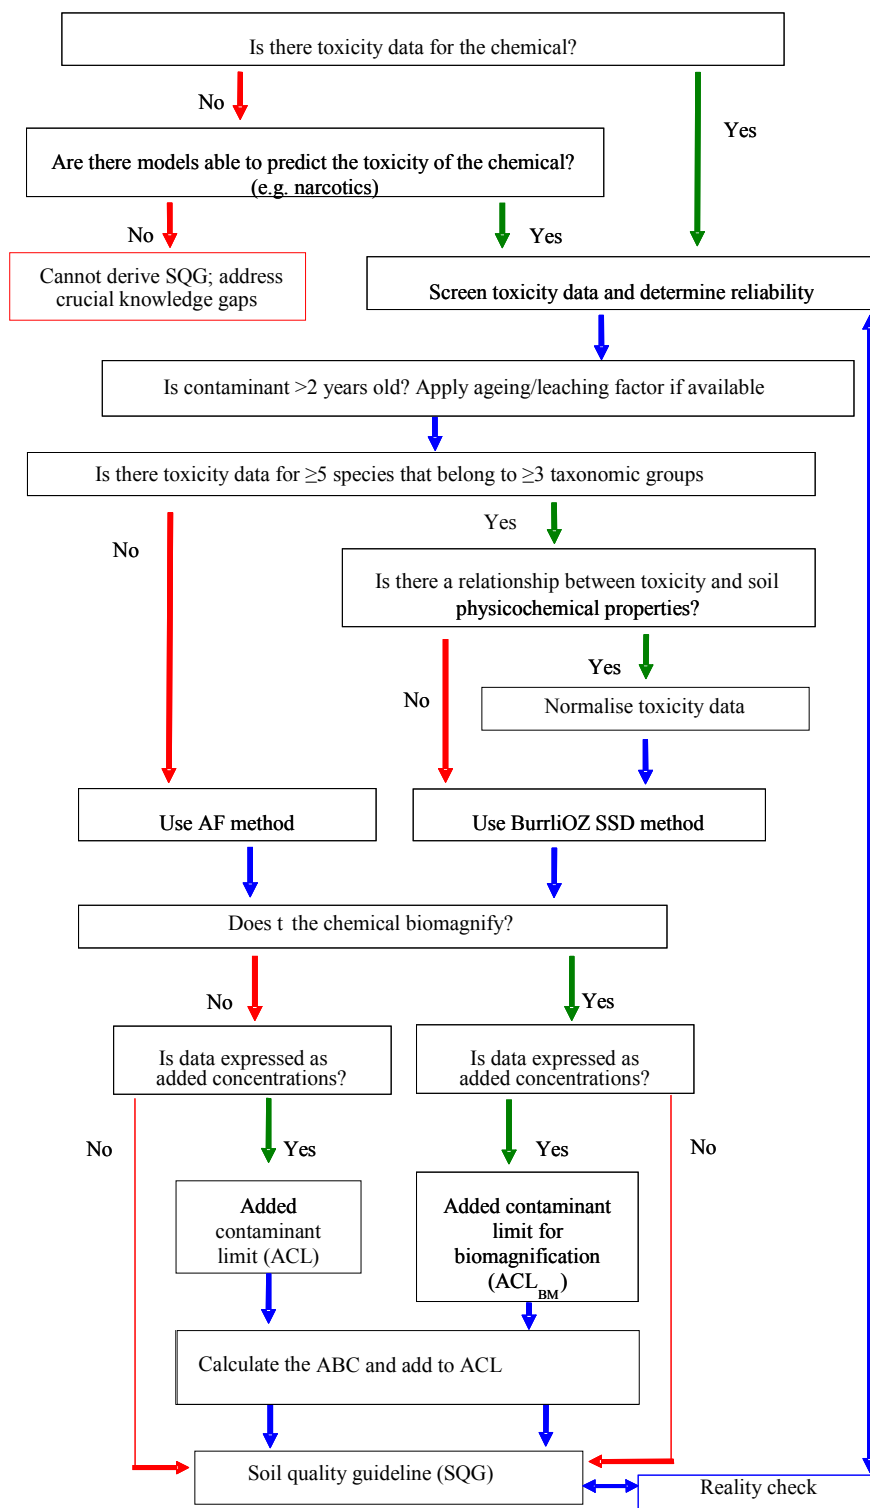 Is there toxicity data for the chemical?
No
Yes
Are there models able to predict the toxicity of the chemical?
(e.g. narcotics)
No
Yes
Cannot derive SQG; address
crucial knowledge gaps
Screen toxicity data and determine reliability
Is contaminant >2 years old? Apply ageing/leaching factor if available
Is there toxicity data for ≥5 species that belong to ≥3 taxonomic groups
Yes
No
Is there a relationship between toxicity and soil
physicochemical properties?
Yes
No
Normalise toxicity data
Use AF method
Use BurrliOZ SSD method
Does t the chemical biomagnify?
No
Yes
Is data expressed as
added concentrations?
Is data expressed as
added concentrations?
No
Yes
Yes
No
Added
contaminant
limit (ACL)
Added contaminant
limit for
biomagnification
(ACL BM)
Calculate the ABC and add to ACL
Soil quality guideline (SQG)
Reality check